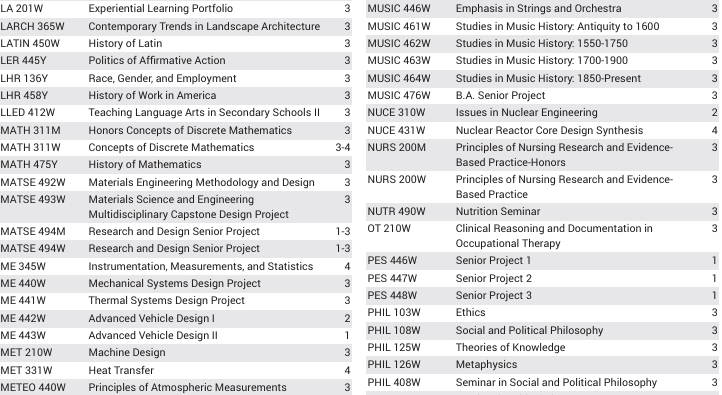 LA 201W Experiential Learning Portfolio 3
LARCH 365W Contemporary Trends in Landscape Architecture 3
LATIN 450W History of Latin 3
LER 445Y Politics of Affirmative Action 3
LHR 136Y Race, Gender, and Employment 3
LHR 458Y History of Work in America 3
LLED 412W Teaching Language Arts in Secondary Schools II 3
MATH 311M Honors Concepts of Discrete Mathematics 3
MATH 311W Concepts of Discrete Mathematics 3-4
MATH 475Y History of Mathematics 3
MATSE 492W Materials Engineering Methodology and Design 3
MATSE 493W Materials Science and Engineering 3
Multidisciplinary Capstone Design Project
MATSE 494M Research and Design Senior Project 1-3
MATSE 494W Research and Design Senior Project 1-3
ME 345W Instrumentation, Measurements, and Statistics 4
ME 440W Mechanical Systems Design Project 3
ME 441W Thermal Systems Design Project 3
ME 442W Advanced Vehicle Design I 2
ME 443W Advanced Vehicle Design II 1
MET 210W Machine Design 3
MET 331W Heat Transfer 4
METEO 440W Principles of Atmospheric Measurements 3
MUSIC 446W Emphasis in Strings and Orchestra 3
MUSIC 461W Studies in Music History: Antiquity to 1600 3
MUSIC 462W Studies in Music History: 1550-1750 3
MUSIC 463W Studies in Music History: 1700-1900 3
MUSIC 464W Studies in Music History: 1850-Present 3
MUSIC 476W B.A. Senior Project 3
NUCE 310W Issues in Nuclear Engineering 2
NUCE 431W Nuclear Reactor Core Design Synthesis 4
NURS 200M Principles of Nursing Research and Evidence- 3
Based Practice-Honors
NURS 200W Principles of Nursing Research and Evidence- 3
Based Practice
NUTR 490W Nutrition Seminar 3
OT 210W Clinical Reasoning and Documentation in 3
Occupational Therapy
PES 446W Senior Project 1 1
PES 447W Senior Project 2 1
PES 448W Senior Project 3 1
PHIL 103W Ethics 3
PHIL 108W Social and Political Philosophy 3
PHIL 125W Theories of Knowledge 3
PHIL 126W Metaphysics 3
PHIL 408W Seminar in Social and Political Philosophy 3